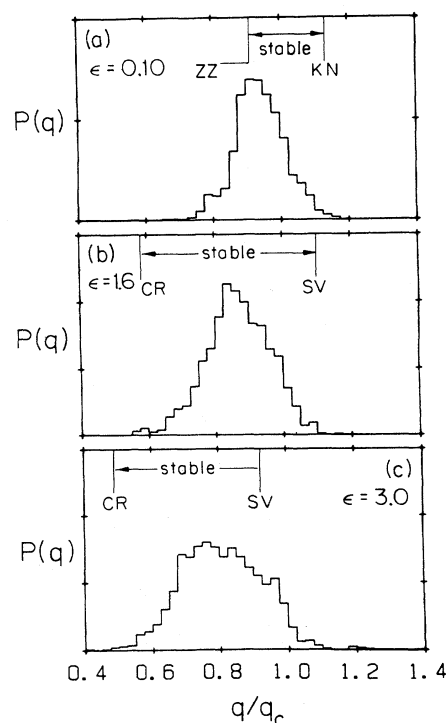 (a)
stable
ZZ
KN
ϵ = 0.10
P(q)
(b)
stable
ϵ=1.6
CR
SV
P(q)
stable
(c)
CR
SV
ϵ = 3.0
P(q)
0.4 0.6 0.8 1.0 1.2 1.4
q/q_c